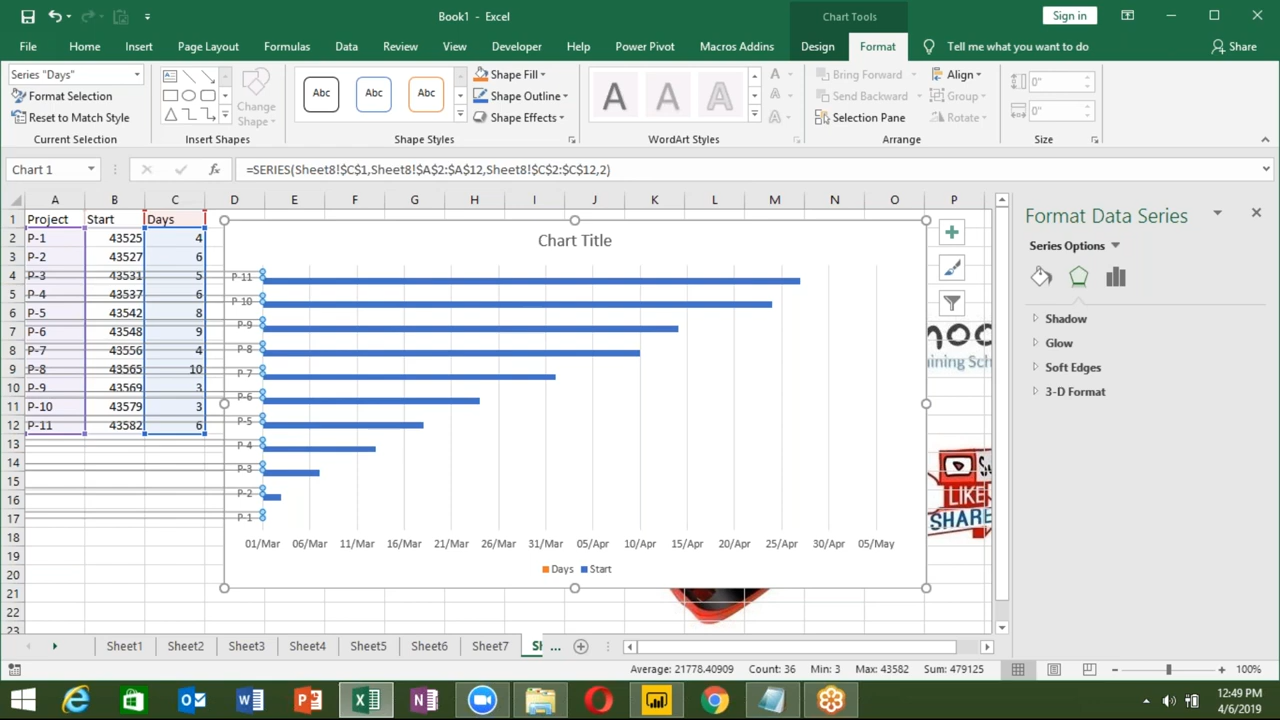 Book1 - Excel
Chart Tools
Sign in
File Home Insert Page Layout Formulas Data Review View Developer Help Power Pivot Macros Addins Design Format Tell me what you want to do Share
Series "Days"
Format Selection
Reset to Match Style
Current Selection
Change Shape
Insert Shapes
Abc Abc Abc
Shape Fill
Shape Outline
Shape Effects
Shape Styles
A A A
WordArt Styles
Bring Forward
Send Backward
Selection Pane
Align
Group
Rotate
Arrange
0"
0"
Size
Chart 1
fx
=SERIES(Sheet8!$C$1,Sheet8!$A$2:$A$12,Sheet8!$C$2:$C$12,2)
A B C D E F G H I J K L M N O P
1 Project Start Days
2 P-1 43525 4
3 P-2 43527 6
4 P-3 43531 5
5 P-4 43537 6
6 P-5 43542 8
7 P-6 43548 9
8 P-7 43556 4
9 P-8 43565 10
10 P-9 43569 3
11 P-10 43579 3
12 P-11 43582 6
13
14
15
16
17
18
19
20
21
22
23
Chart Title
P-11
P-10
P-9
P-8
P-7
P-6
P-5
P-4
P-3
P-2
P-1
01/Mar 06/Mar 11/Mar 16/Mar 21/Mar 26/Mar 31/Mar 05/Apr 10/Apr 15/Apr 20/Apr 25/Apr 30/Apr 05/May
Days Start
LIKE
SHARE
Format Data Series
Series Options
Shadow
Glow
Soft Edges
3-D Format
Sheet1 Sheet2 Sheet3 Sheet4 Sheet5 Sheet6 Sheet7 Sh ...
Average: 21778.40909 Count: 36 Min: 3 Max: 43582 Sum: 479125
100%
12:49 PM
4/6/2019